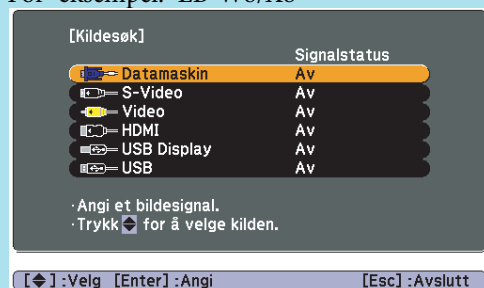 For eksempel: EB-W8/X8
[Kildesøk]
Signalstatus
Datamaskin Av
S-Video Av
Video Av
HDMI Av
USB Display Av
USB Av
·Angi et bildesignal.
·Trykk for å velge kilden.
[ ] :Velg [Enter] :Angi [Esc] :Avslutt